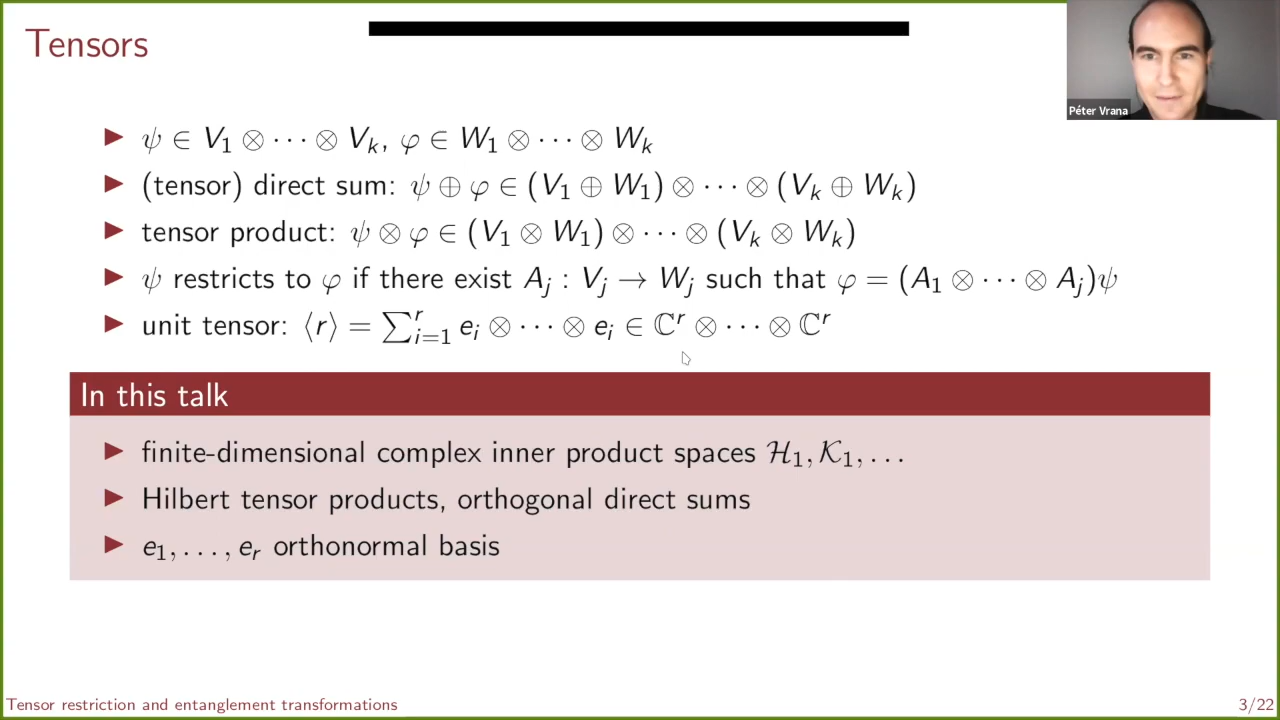 Tensors
Péter Vrana
▶ ψ ∈ V₁ ⊗ ··· ⊗ Vₖ, φ ∈ W₁ ⊗ ··· ⊗ Wₖ
▶ (tensor) direct sum: ψ ⊕ φ ∈ (V₁ ⊕ W₁) ⊗ ··· ⊗ (Vₖ ⊕ Wₖ)
▶ tensor product: ψ ⊗ φ ∈ (V₁ ⊗ W₁) ⊗ ··· ⊗ (Vₖ ⊗ Wₖ)
▶ ψ restricts to φ if there exist Aⱼ : Vⱼ → Wⱼ such that φ = (A₁ ⊗ ··· ⊗ Aⱼ)ψ
▶ unit tensor: ⟨r⟩ = ∑ʳᵢ₌₁ eᵢ ⊗ ··· ⊗ eᵢ ∈ ℂʳ ⊗ ··· ⊗ ℂʳ
In this talk
▶ finite-dimensional complex inner product spaces ℋ₁, 𝒦₁, ...
▶ Hilbert tensor products, orthogonal direct sums
▶ e₁, ..., eᵣ orthonormal basis
Tensor restriction and entanglement transformations
3/22